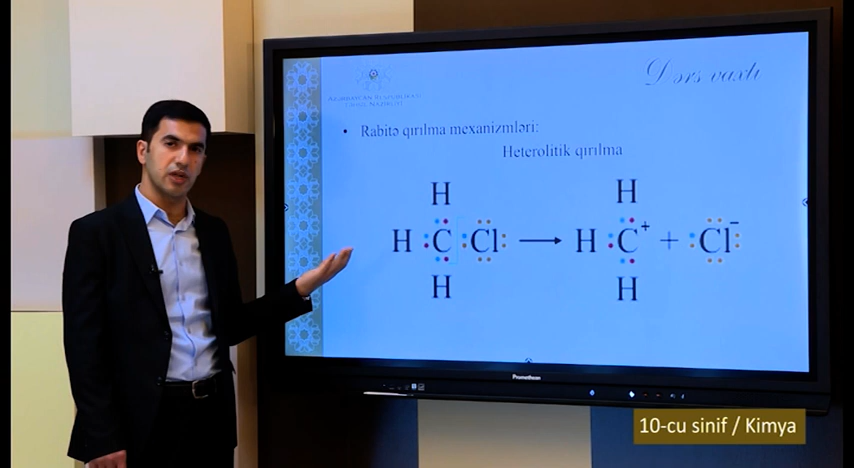 Dərs vaxtı
AZƏRBAYCAN RESPUBLİKASI
TƏHSİL NAZİRLİYİ
• Rabitə qırılma mexanizmləri:
Heterolitik qırılma
H H
H :C :Cl: → H :C⁺ + :Cl:⁻
H H
Promethean
10-cu sinif / Kimya